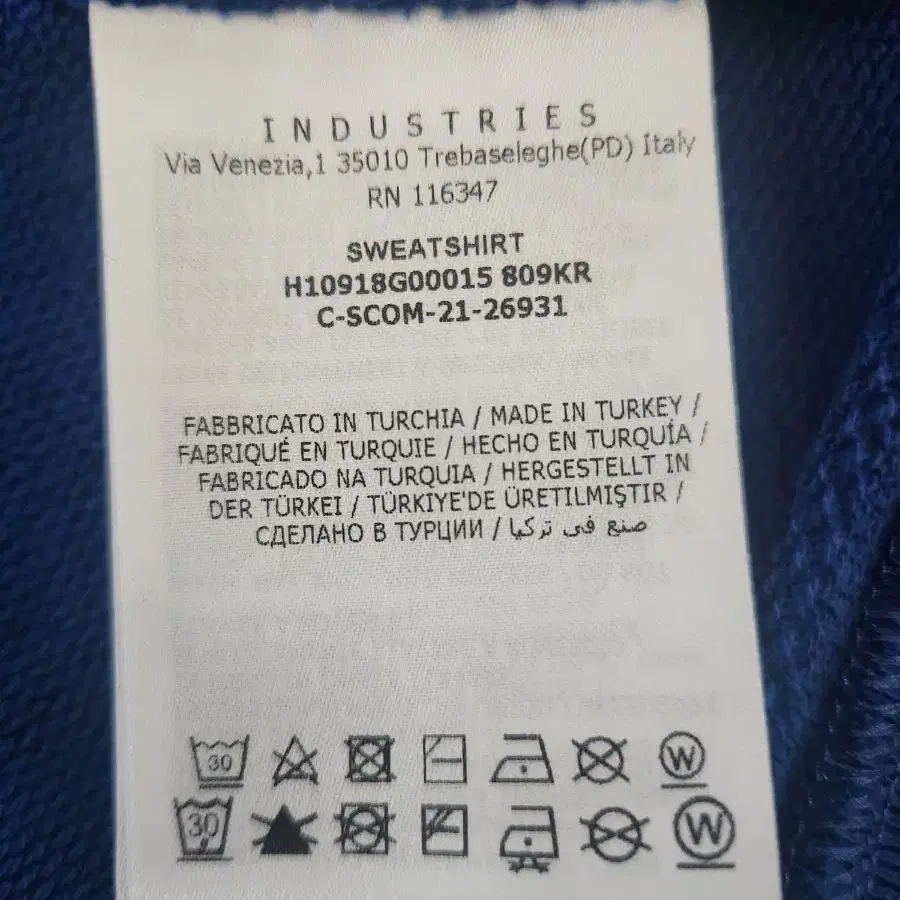 INDUSTRIES
Via Venezia,1 35010 Trebaseleghe(PD) Italy
RN 116347
SWEATSHIRT
H10918G00015 809KR
C-SCOM-21-26931
FABBRICATO IN TURCHIA / MADE IN TURKEY /
FABRIQUÉ EN TURQUIE / HECHO EN TURQUÍA /
FABRICADO NA TURQUIA / HERGESTELLT IN
DER TÜRKEI / TÜRKIYE'DE ÜRETILMIŞTIR /
СДЕЛАНО В ТУРЦИИ / صنع في تركيا
30 W
30 W